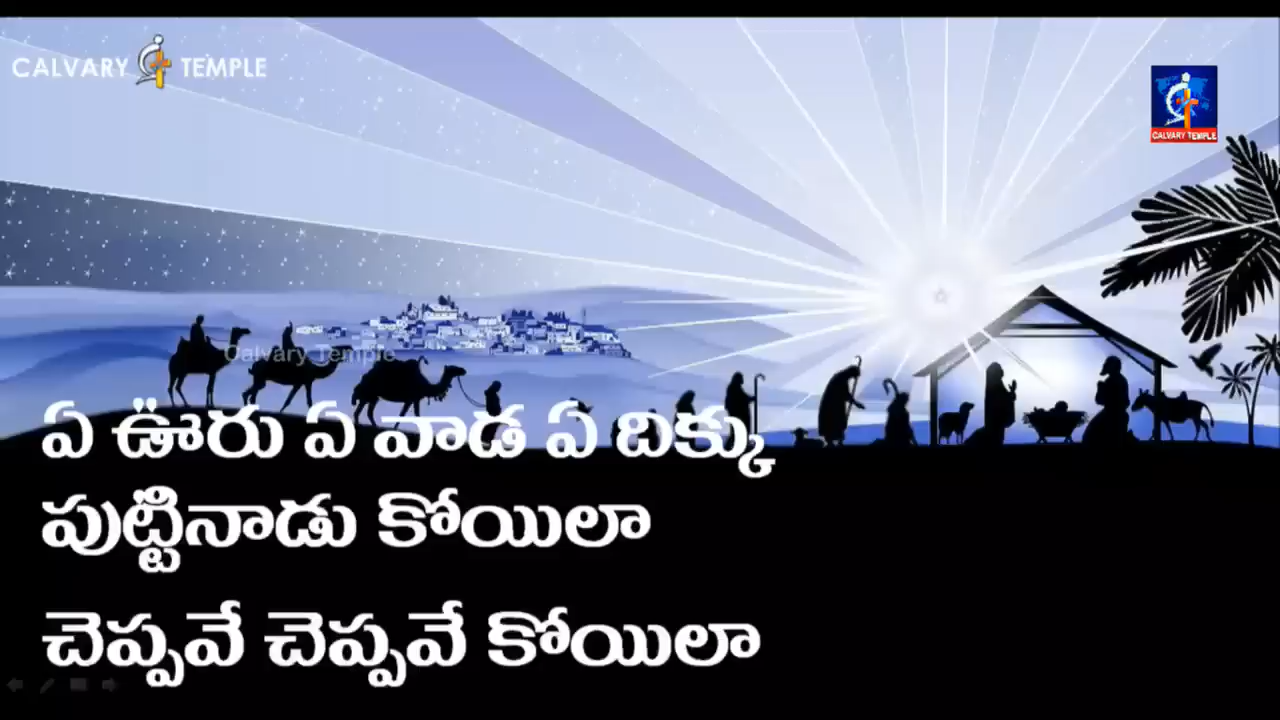 CALVARY TEMPLE
CALVARY TEMPLE
Calvary Temple
ఏ ఊరు ఏ వాడ ఏ దిక్కు
పుట్టినాడు కోయిలా
చెప్పవే చెప్పవే కోయిలా